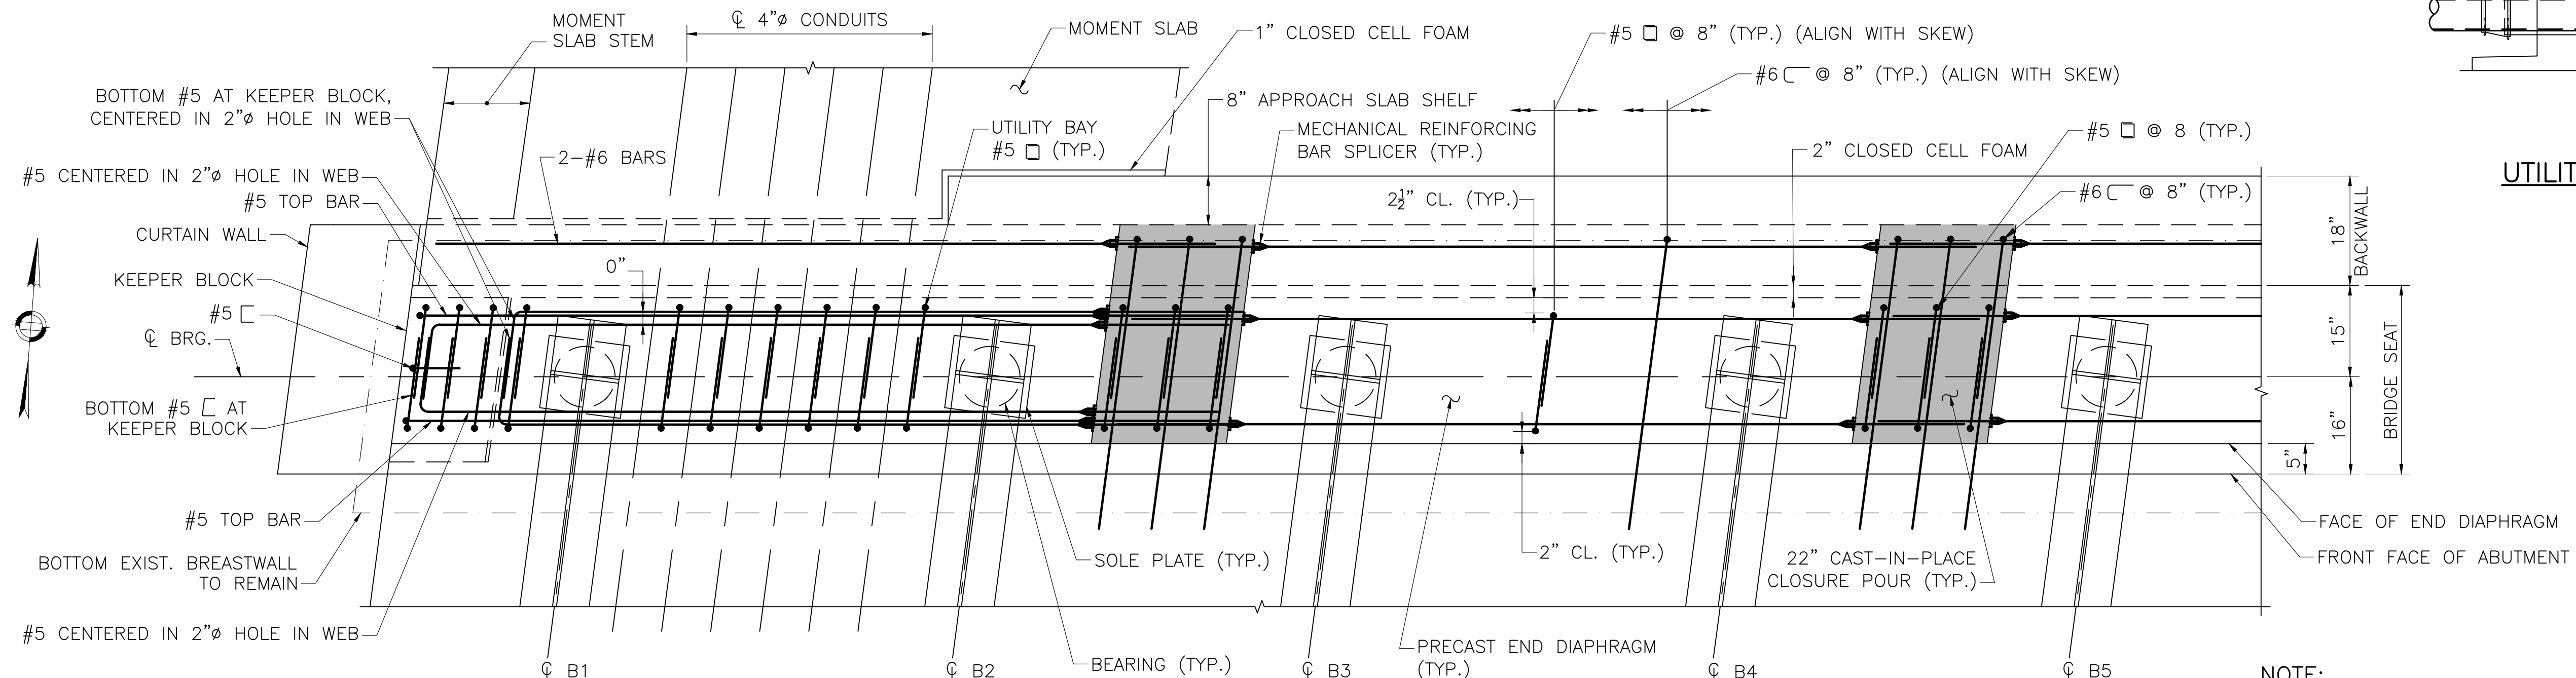 MOMENT
SLAB STEM
℄ 4"ø CONDUITS
MOMENT SLAB
1" CLOSED CELL FOAM
#5 @ 8" (TYP.) (ALIGN WITH SKEW)
#6 @ 8" (TYP.) (ALIGN WITH SKEW)
BOTTOM #5 AT KEEPER BLOCK,
CENTERED IN 2"ø HOLE IN WEB
8" APPROACH SLAB SHELF
UTILITY BAY
#5 (TYP.)
MECHANICAL REINFORCING
BAR SPLICER (TYP.)
#5 @ 8 (TYP.)
2-#6 BARS
2" CLOSED CELL FOAM
UTILIT
#5 CENTERED IN 2"ø HOLE IN WEB
#5 TOP BAR
2½" CL. (TYP.)
#6 @ 8" (TYP.)
CURTAIN WALL
18"
BACKWALL
KEEPER BLOCK
0"
#5
℄ BRG.
15"
BRIDGE SEAT
BOTTOM #5 AT
KEEPER BLOCK
16"
5"
#5 TOP BAR
FACE OF END DIAPHRAGM
BOTTOM EXIST. BREASTWALL
TO REMAIN
SOLE PLATE (TYP.)
2" CL. (TYP.)
22" CAST-IN-PLACE
CLOSURE POUR (TYP.)
FRONT FACE OF ABUTMENT
#5 CENTERED IN 2"ø HOLE IN WEB
BEARING (TYP.)
PRECAST END DIAPHRAGM
(TYP.)
℄ B1
℄ B2
℄ B3
℄ B4
℄ B5
NOTE: